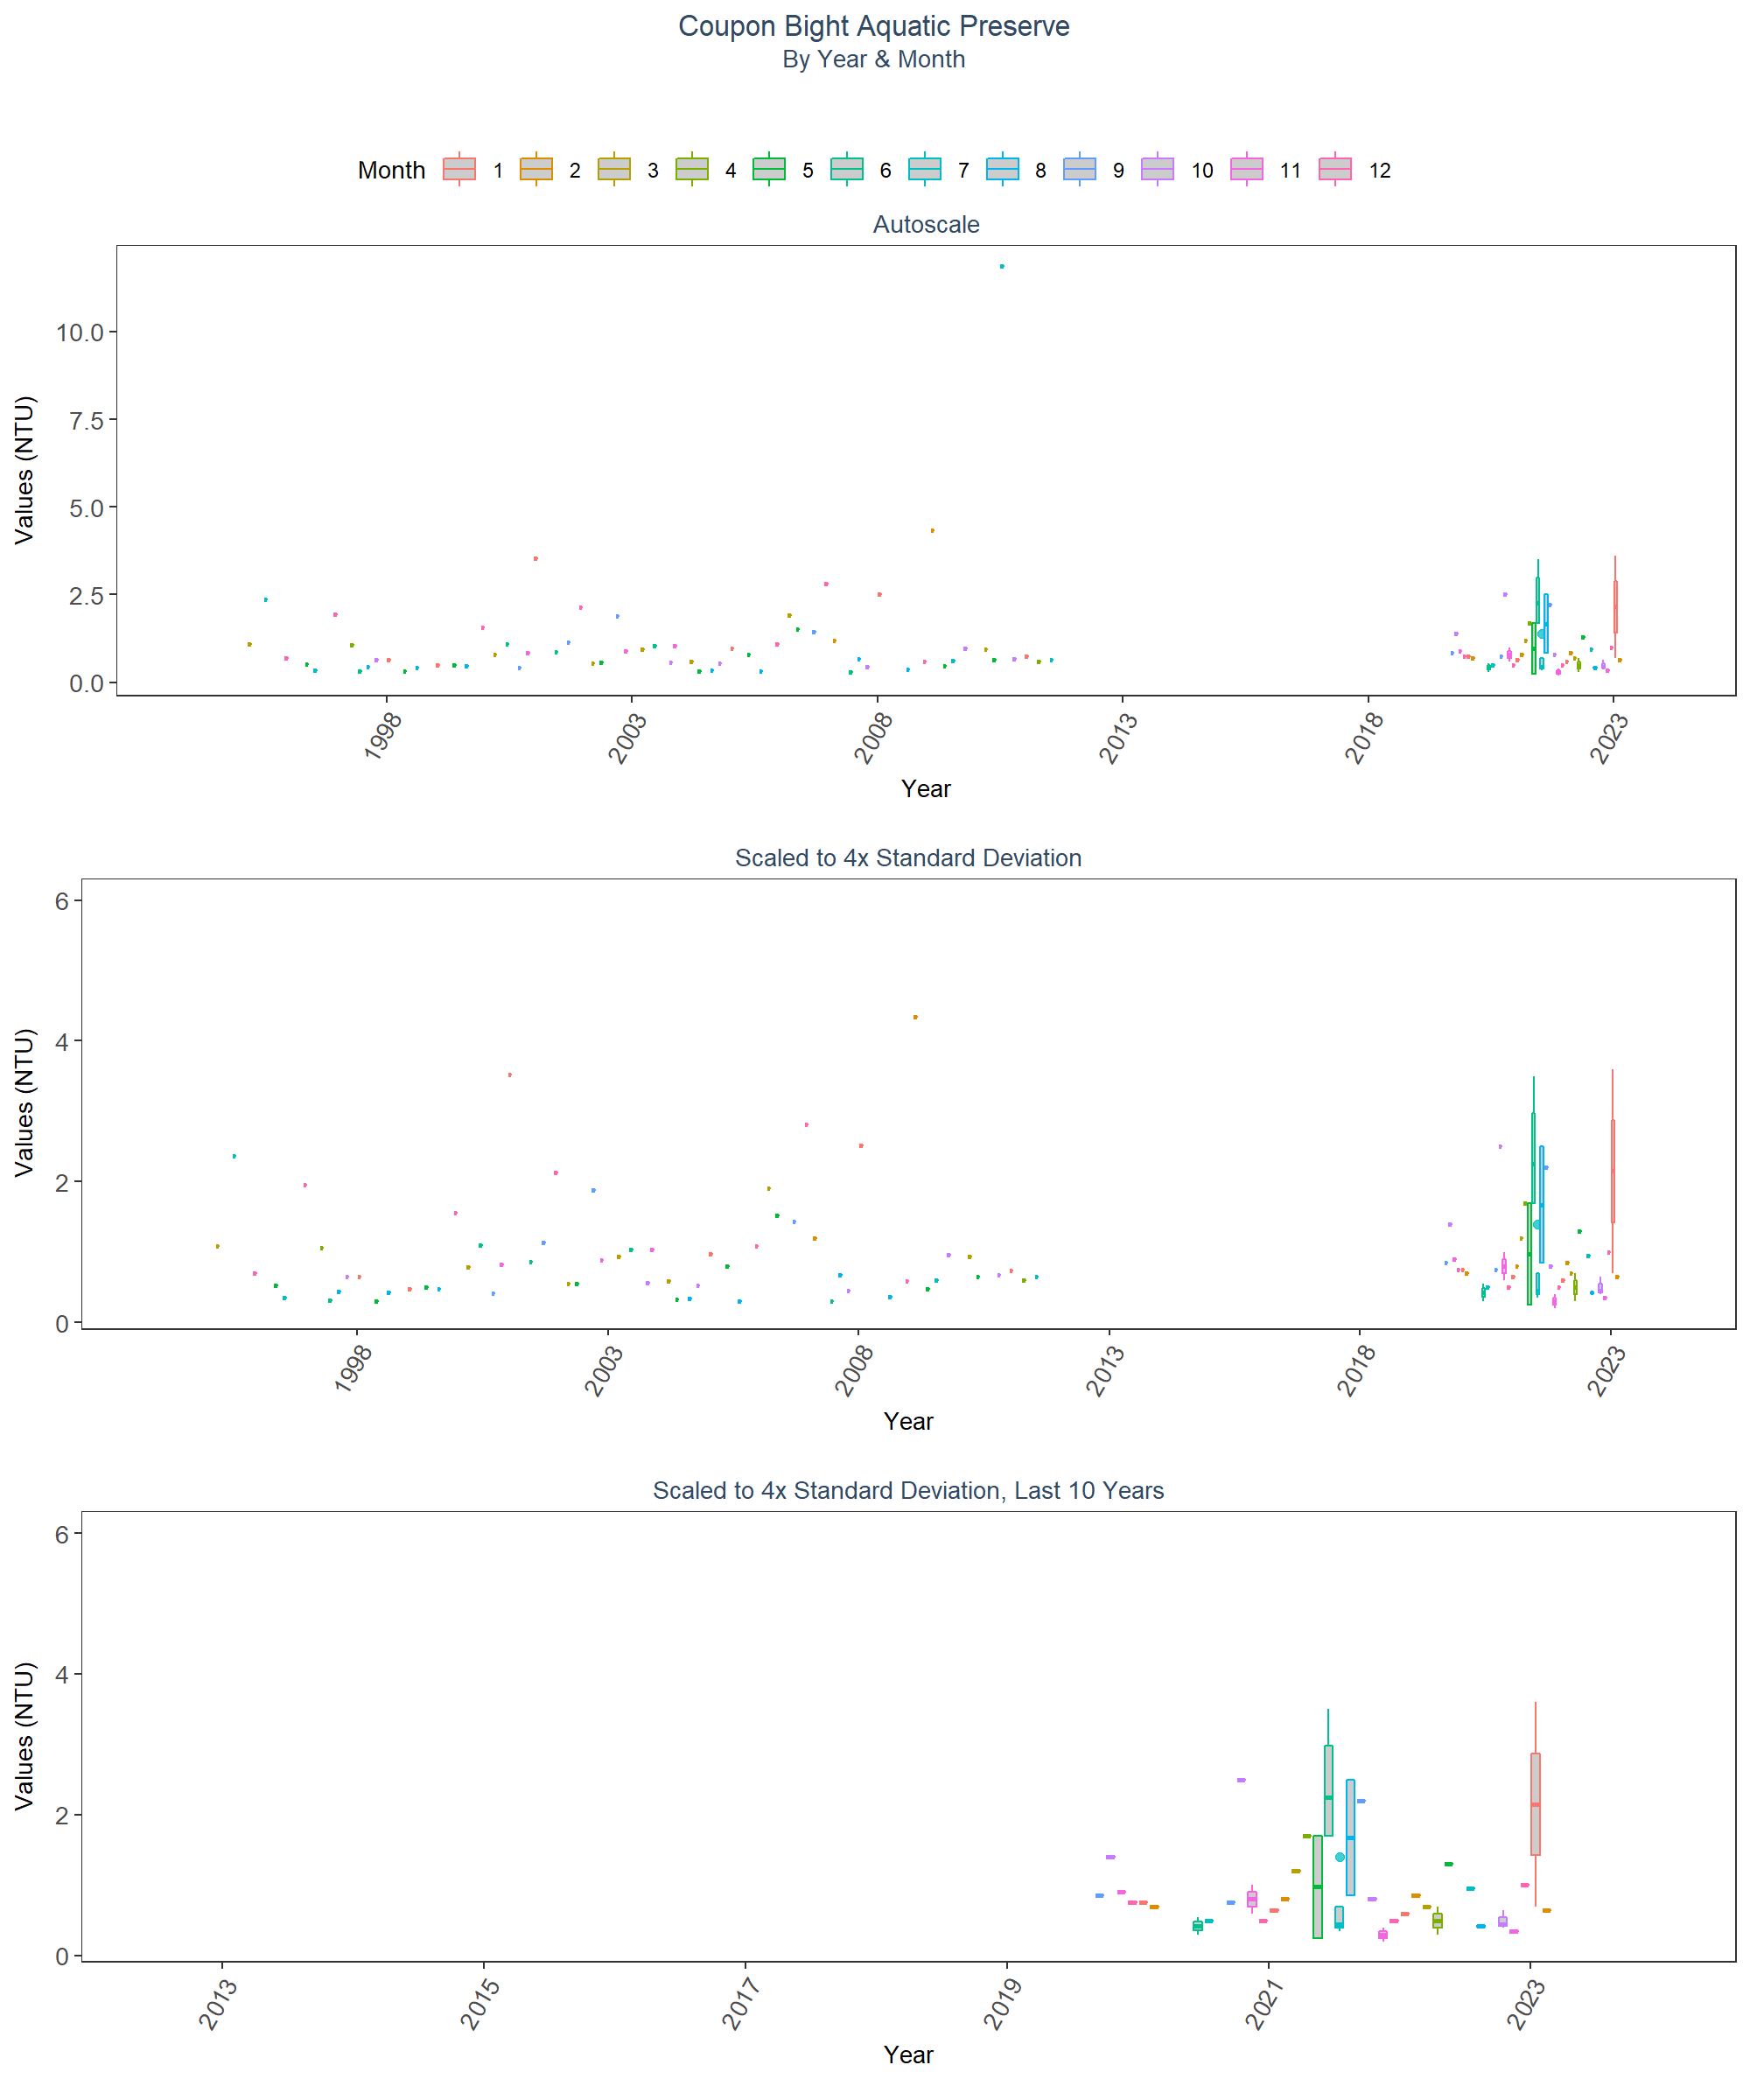 Coupon Bight Aquatic Preserve
By Year & Month
Month 1 2 3 4 5 6 7 8 9 10 11 12
Autoscale
Values (NTU)
10.0
7.5
5.0
2.5
0.0
1998 2003 2008 2013 2018 2023
Year
Scaled to 4x Standard Deviation
Values (NTU)
6
4
2
0
1998 2003 2008 2013 2018 2023
Year
Scaled to 4x Standard Deviation, Last 10 Years
Values (NTU)
6
4
2
0
2013 2015 2017 2019 2021 2023
Year